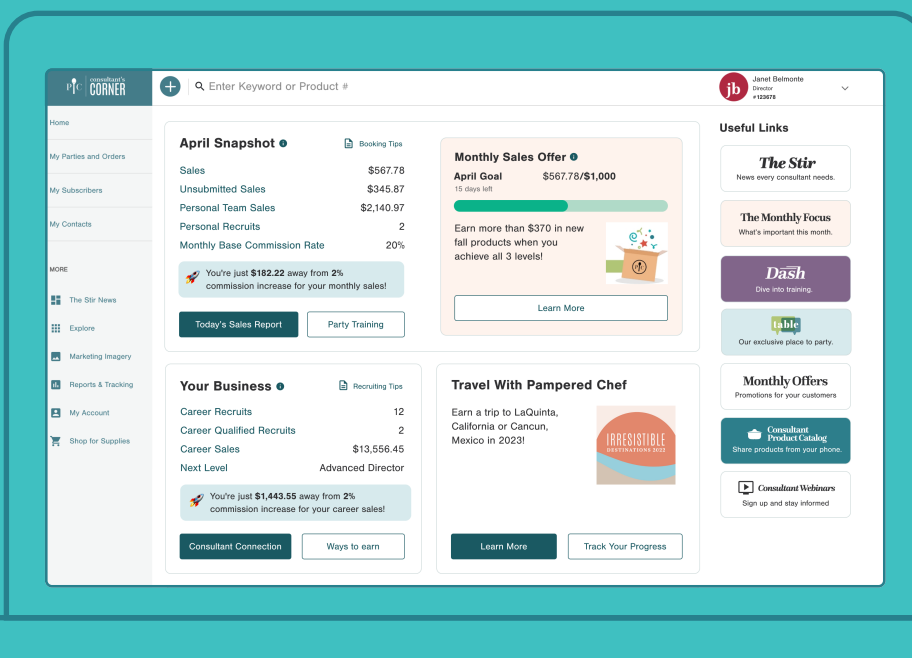 P C consultant's CORNER
Enter Keyword or Product #
jb
Janet Belmonte
Director
#123678
Home
My Parties and Orders
My Subscribers
My Contacts
MORE
The Stir News
Explore
Marketing Imagery
Reports & Tracking
My Account
Shop for Supplies
April Snapshot
Booking Tips
Sales $567.78
Unsubmitted Sales $345.87
Personal Team Sales $2,140.97
Personal Recruits 2
Monthly Base Commission Rate 20%
You're just $182.22 away from 2%
commission increase for your monthly sales!
Today's Sales Report
Party Training
Monthly Sales Offer
April Goal $567.78/$1,000
15 days left
Earn more than $370 in new
fall products when you
achieve all 3 levels!
Learn More
Your Business
Recruiting Tips
Career Recruits 12
Career Qualified Recruits 2
Career Sales $13,556.45
Next Level Advanced Director
You're just $1,443.55 away from 2%
commission increase for your career sales!
Consultant Connection
Ways to earn
Travel With Pampered Chef
Earn a trip to LaQuinta,
California or Cancun,
Mexico in 2023!
IRRESISTIBLE
DESTINATIONS 2022
Learn More
Track Your Progress
Useful Links
The Stir
News every consultant needs.
The Monthly Focus
What's important this month.
Dash
Dive into training.
table
Our exclusive place to party.
Monthly Offers
Promotions for your customers
Consultant
Product Catalog
Share products from your phone.
Consultant Webinars
Sign up and stay informed